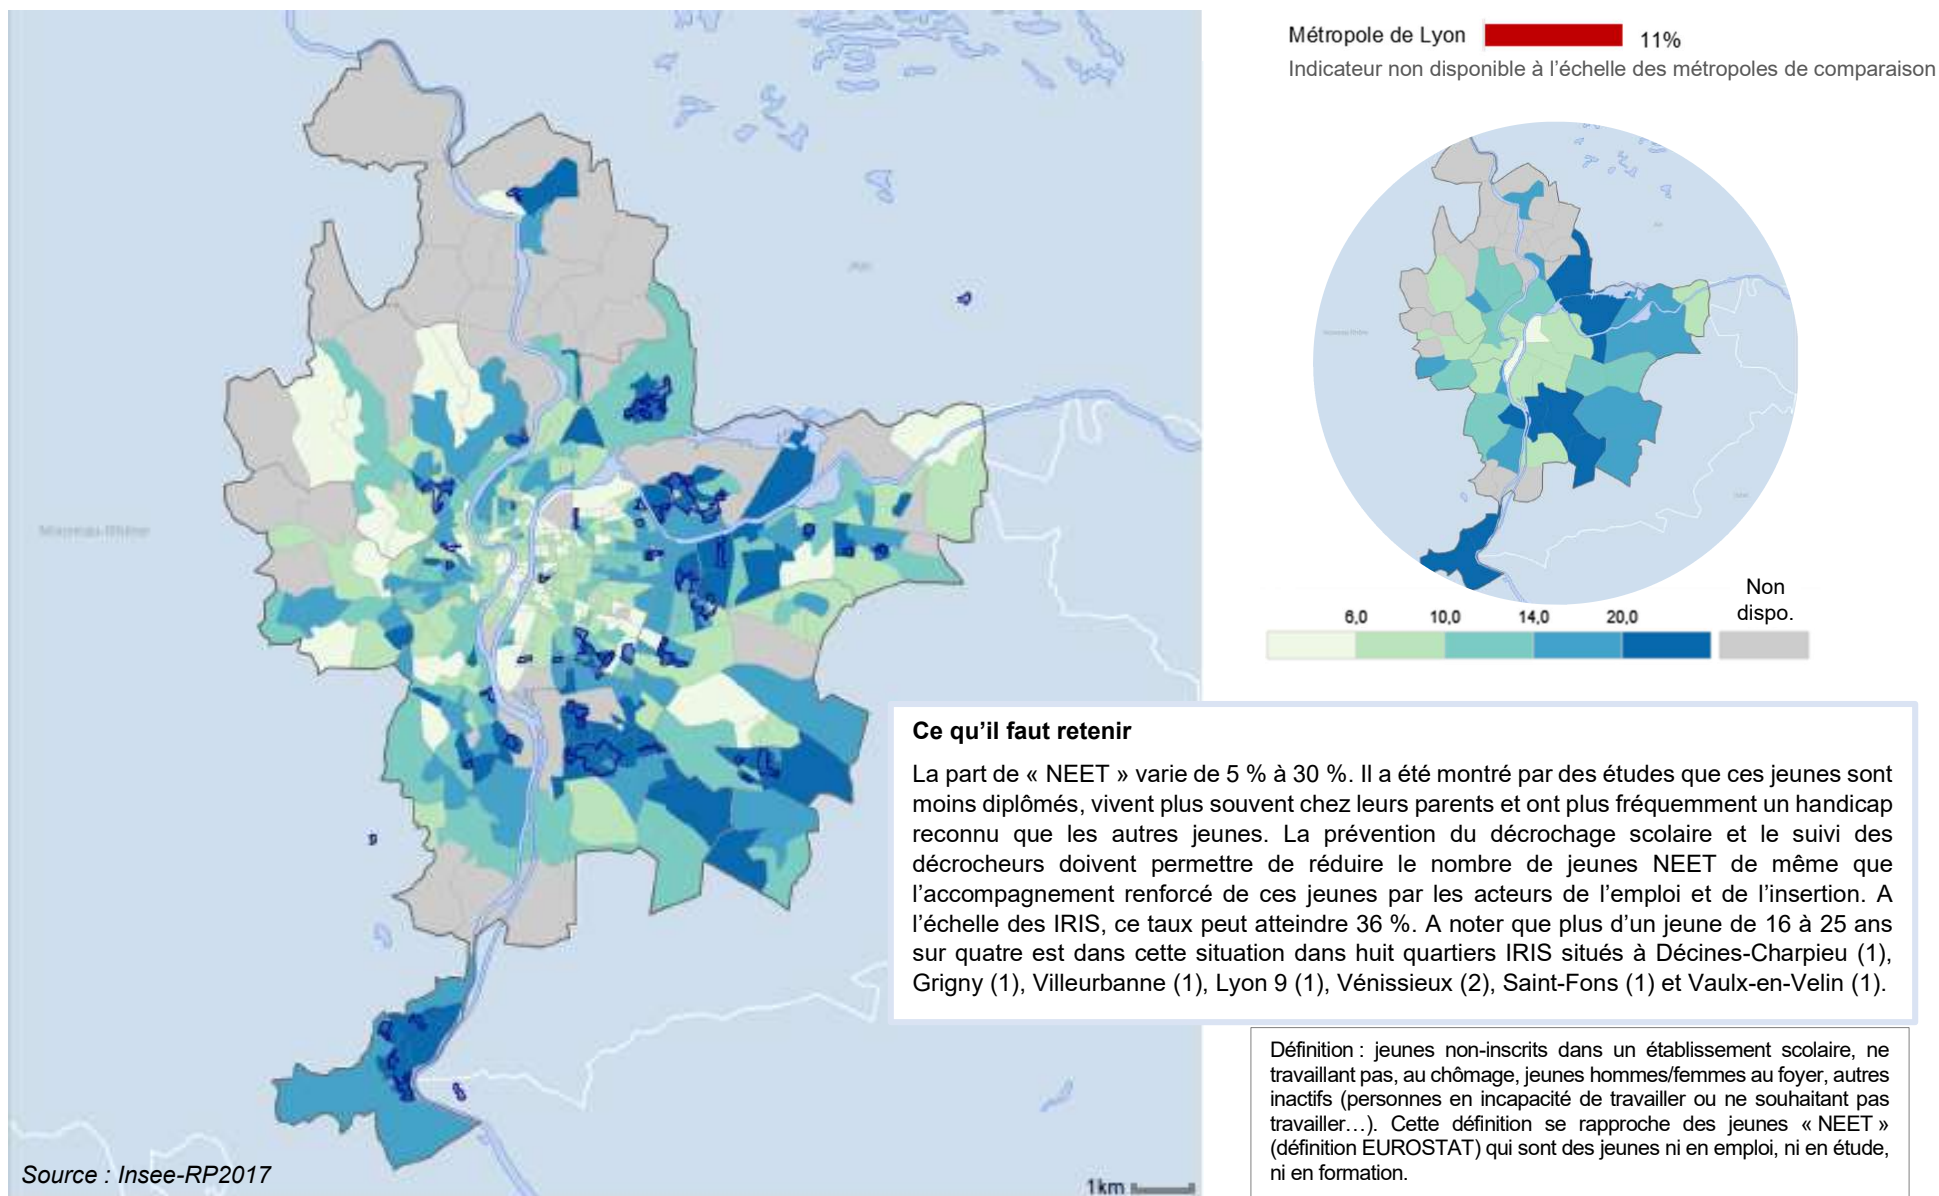 Métropole de Lyon 11%
Indicateur non disponible à l'échelle des métropoles de comparaison
Nouveau-Rhône
Non
dispo.
6,0 10,0 14,0 20,0
Ce qu'il faut retenir
La part de « NEET » varie de 5 % à 30 %. Il a été montré par des études que ces jeunes sont
moins diplômés, vivent plus souvent chez leurs parents et ont plus fréquemment un handicap
reconnu que les autres jeunes. La prévention du décrochage scolaire et le suivi des
décrocheurs doivent permettre de réduire le nombre de jeunes NEET de même que
l'accompagnement renforcé de ces jeunes par les acteurs de l'emploi et de l'insertion. A
l'échelle des IRIS, ce taux peut atteindre 36 %. A noter que plus d'un jeune de 16 à 25 ans
sur quatre est dans cette situation dans huit quartiers IRIS situés à Décines-Charpieu (1),
Grigny (1), Villeurbanne (1), Lyon 9 (1), Vénissieux (2), Saint-Fons (1) et Vaulx-en-Velin (1).
Définition : jeunes non-inscrits dans un établissement scolaire, ne
travaillant pas, au chômage, jeunes hommes/femmes au foyer, autres
inactifs (personnes en incapacité de travailler ou ne souhaitant pas
travailler…). Cette définition se rapproche des jeunes « NEET »
(définition EUROSTAT) qui sont des jeunes ni en emploi, ni en étude,
ni en formation.
Source : Insee-RP2017
1km